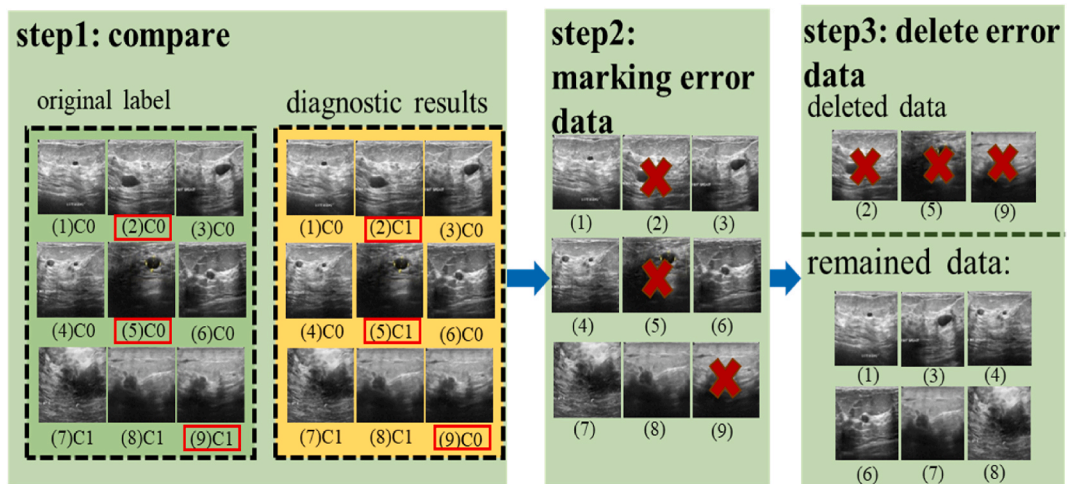 step1: compare
original label
diagnostic results
(1)C0
(2)C0
(3)C0
(4)C0
(5)C0
(6)C0
(7)C1
(8)C1
(9)C1
(1)C0
(2)C1
(3)C0
(4)C0
(5)C1
(6)C0
(7)C1
(8)C1
(9)C0
step2:
marking error
data
(1)
(2)
(3)
(4)
(5)
(6)
(7)
(8)
(9)
step3: delete error
data
deleted data
(2)
(5)
(9)
remained data:
(1)
(3)
(4)
(6)
(7)
(8)